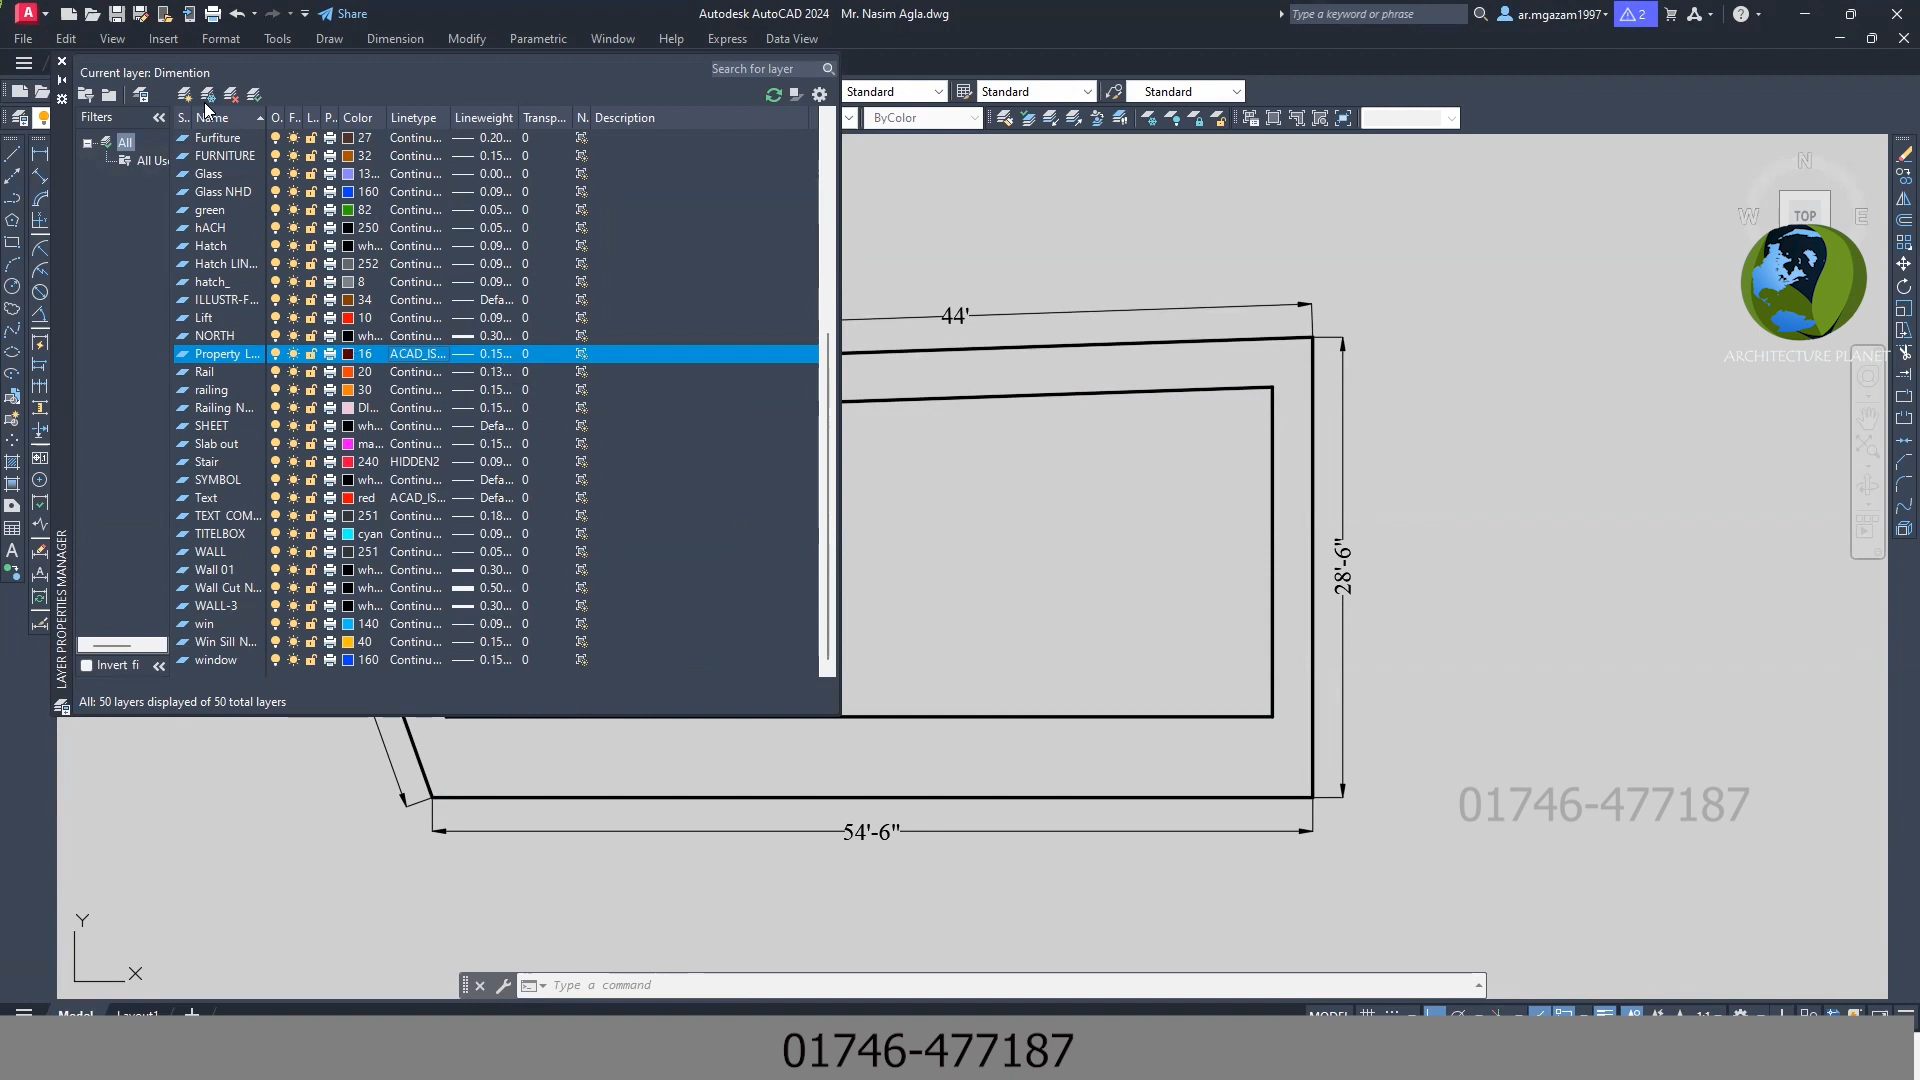 Share
Autodesk AutoCAD 2024 Mr. Nasim Agla.dwg
Type a keyword or phrase
ar.mgazam1997
2
File Edit View Insert Format Tools Draw Dimension Modify Parametric Window Help Express Data View
Current layer: Dimention
Search for layer
Standard Standard Standard
ByColor
Filters
S.. Name O. F.. L.. P.. Color Linetype Lineweight Transp... N. Description
All
All Us
Furfiture 27 Continu... 0.20... 0
FURNITURE 32 Continu... 0.15... 0
Glass 13... Continu... 0.00... 0
Glass NHD 160 Continu... 0.09... 0
green 82 Continu... 0.05... 0
hACH 250 Continu... 0.05... 0
Hatch wh... Continu... 0.09... 0
Hatch LIN... 252 Continu... 0.09... 0
hatch_ 8 Continu... 0.09... 0
ILLUSTR-F... 34 Continu... Defa... 0
Lift 10 Continu... 0.09... 0
NORTH wh... Continu... 0.30... 0
Property L... 16 ACAD_IS... 0.15... 0
Rail 20 Continu... 0.13... 0
railing 30 Continu... 0.15... 0
Railing N... DI... Continu... 0.15... 0
SHEET wh... Continu... Defa... 0
Slab out ma... Continu... 0.15... 0
Stair 240 HIDDEN2 0.09... 0
SYMBOL wh... Continu... Defa... 0
Text red ACAD_IS... Defa... 0
TEXT COM... 251 Continu... 0.18... 0
TITELBOX cyan Continu... 0.09... 0
WALL 251 Continu... 0.05... 0
Wall 01 wh... Continu... 0.30... 0
Wall Cut N... wh... Continu... 0.50... 0
WALL-3 wh... Continu... 0.30... 0
win 140 Continu... 0.09... 0
Win Sill N... 40 Continu... 0.15... 0
window 160 Continu... 0.15... 0
Invert fi
All: 50 layers displayed of 50 total layers
LAYER PROPERTIES MANAGER
N
W TOP E
ARCHITECTURE PLANET
44'
28'-6"
54'-6"
01746-477187
Y
X
Type a command
Model Layout1
MODEL
01746-477187